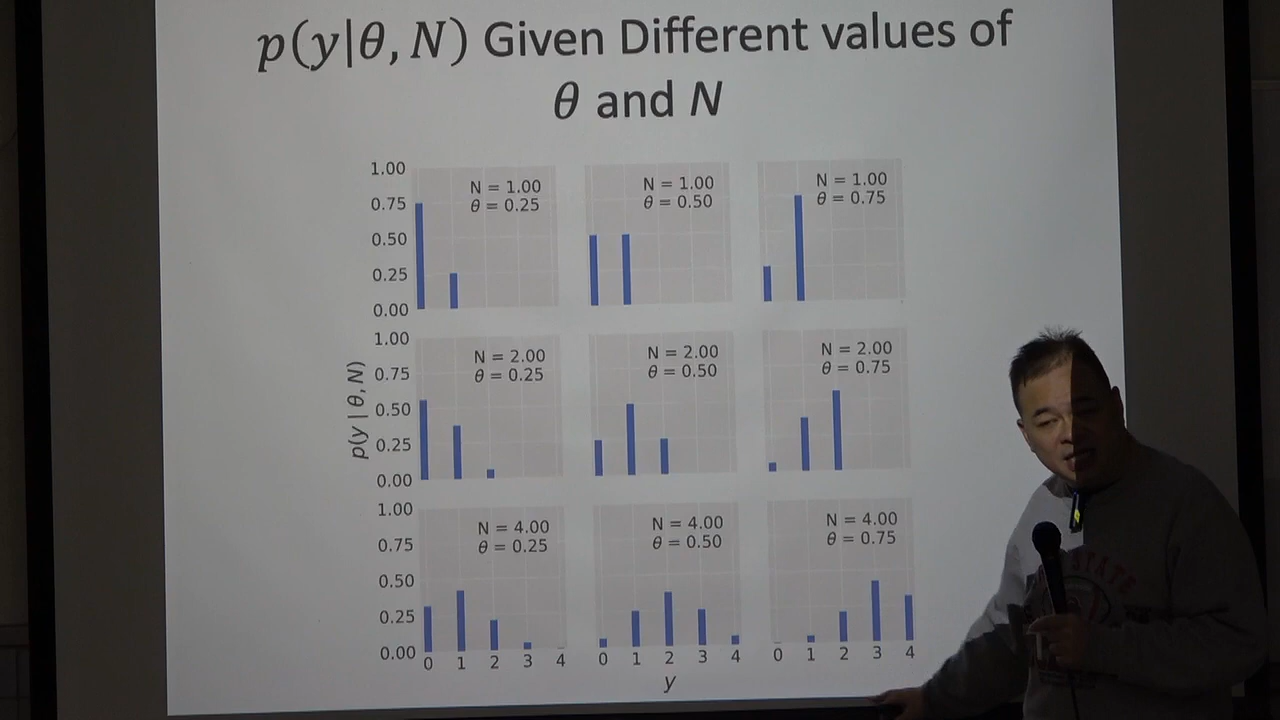 p(y|θ, N) Given Different values of
θ and N
1.00
0.75
0.50
0.25
0.00
N = 1.00
θ = 0.25
N = 1.00
θ = 0.50
N = 1.00
θ = 0.75
p(y | θ, N)
1.00
0.75
0.50
0.25
0.00
N = 2.00
θ = 0.25
N = 2.00
θ = 0.50
N = 2.00
θ = 0.75
1.00
0.75
0.50
0.25
0.00
N = 4.00
θ = 0.25
N = 4.00
θ = 0.50
N = 4.00
θ = 0.75
0 1 2 3 4
0 1 2 3 4
0 1 2 3 4
y
STATE